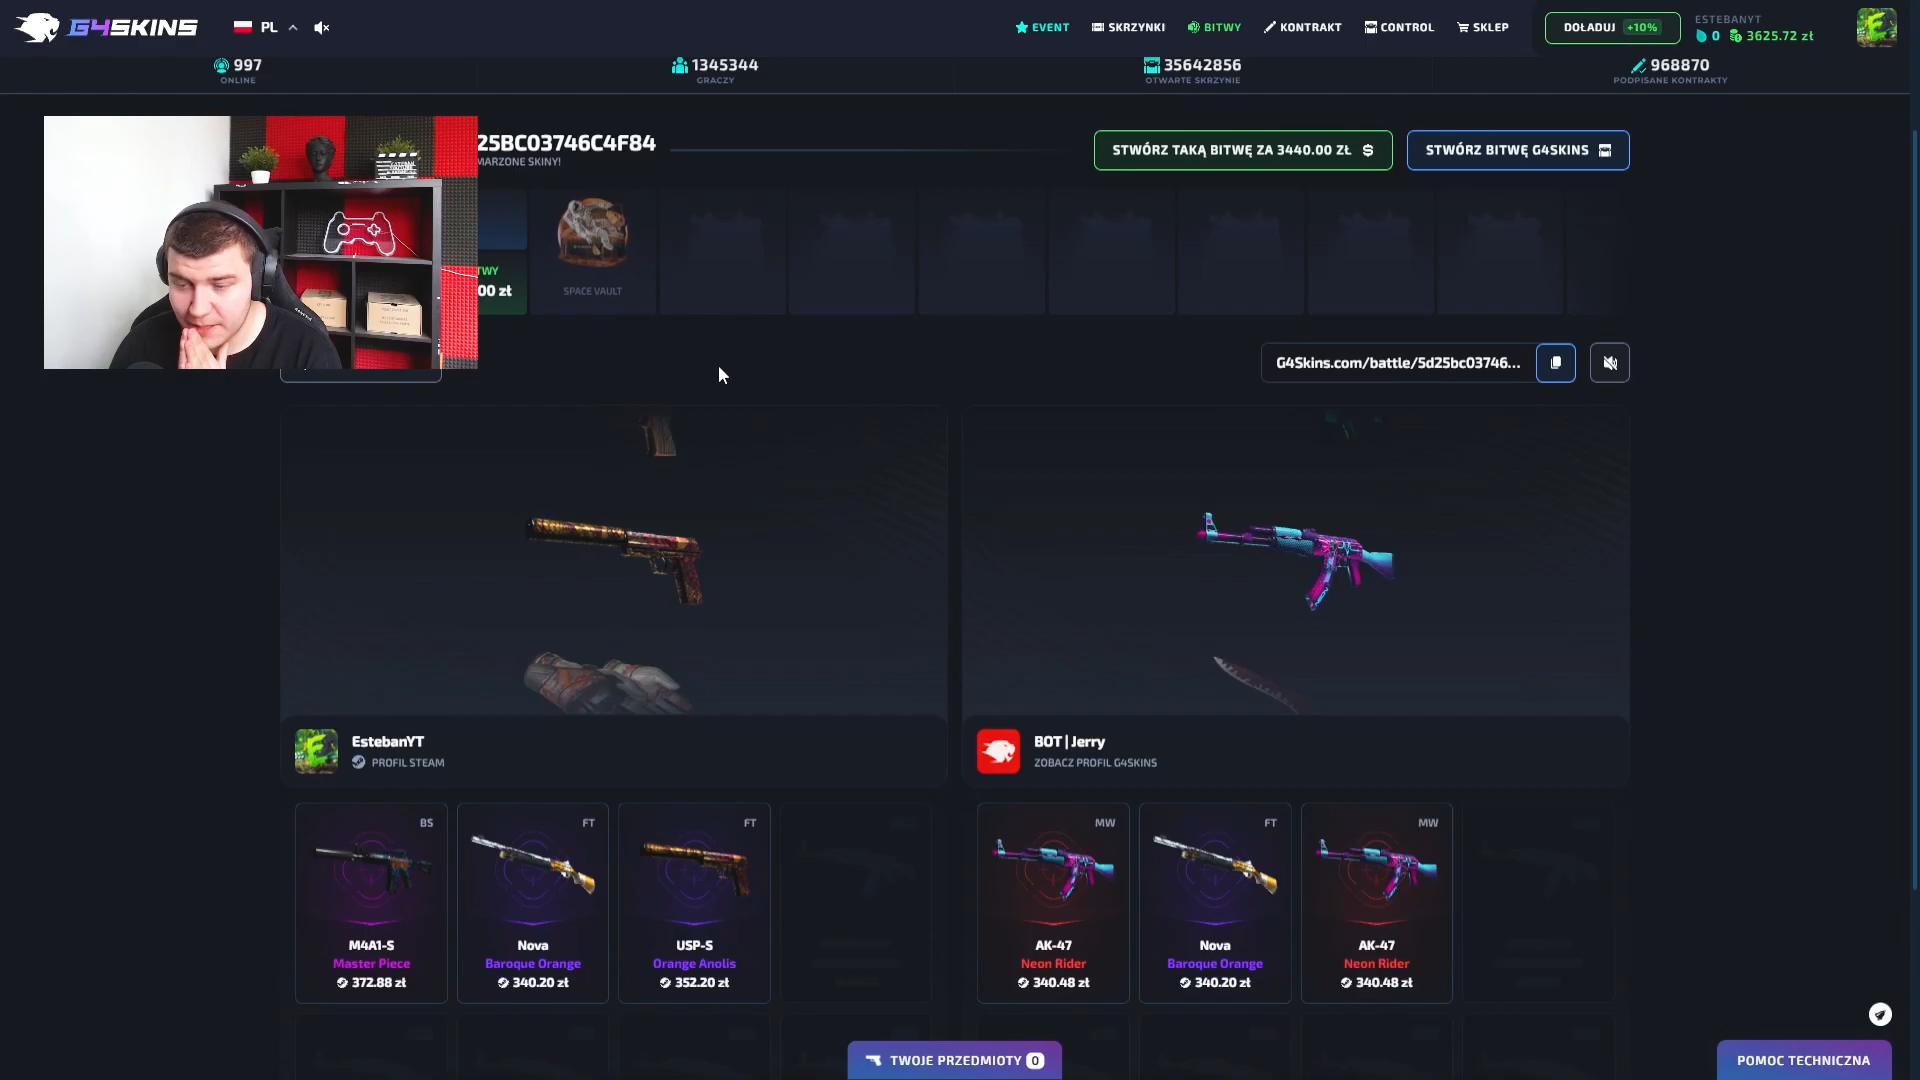 G4SKINS
PL
EVENT
SKRZYNKI
BITWY
KONTRAKT
CONTROL
SKLEP
DOŁADUJ +10%
ESTEBANYT
0 3625.72 zł
997
ONLINE
1345344
GRACZY
35642856
OTWARTE SKRZYNIE
968870
PODPISANE KONTRAKTY
25BC03746C4F84
MARZONE SKINY!
STWÓRZ TAKĄ BITWĘ ZA 3440.00 ZŁ $
STWÓRZ BITWĘ G4SKINS
TWY
00 zł
SPACE VAULT
G4Skins.com/battle/5d25bc03746...
EstebanYT
PROFIL STEAM
BOT | Jerry
ZOBACZ PROFIL G4SKINS
BS
M4A1-S
Master Piece
372.88 zł
FT
Nova
Baroque Orange
340.20 zł
FT
USP-S
Orange Anolis
352.20 zł
MW
AK-47
Neon Rider
340.48 zł
FT
Nova
Baroque Orange
340.20 zł
MW
AK-47
Neon Rider
340.48 zł
TWOJE PRZEDMIOTY 0
POMOC TECHNICZNA